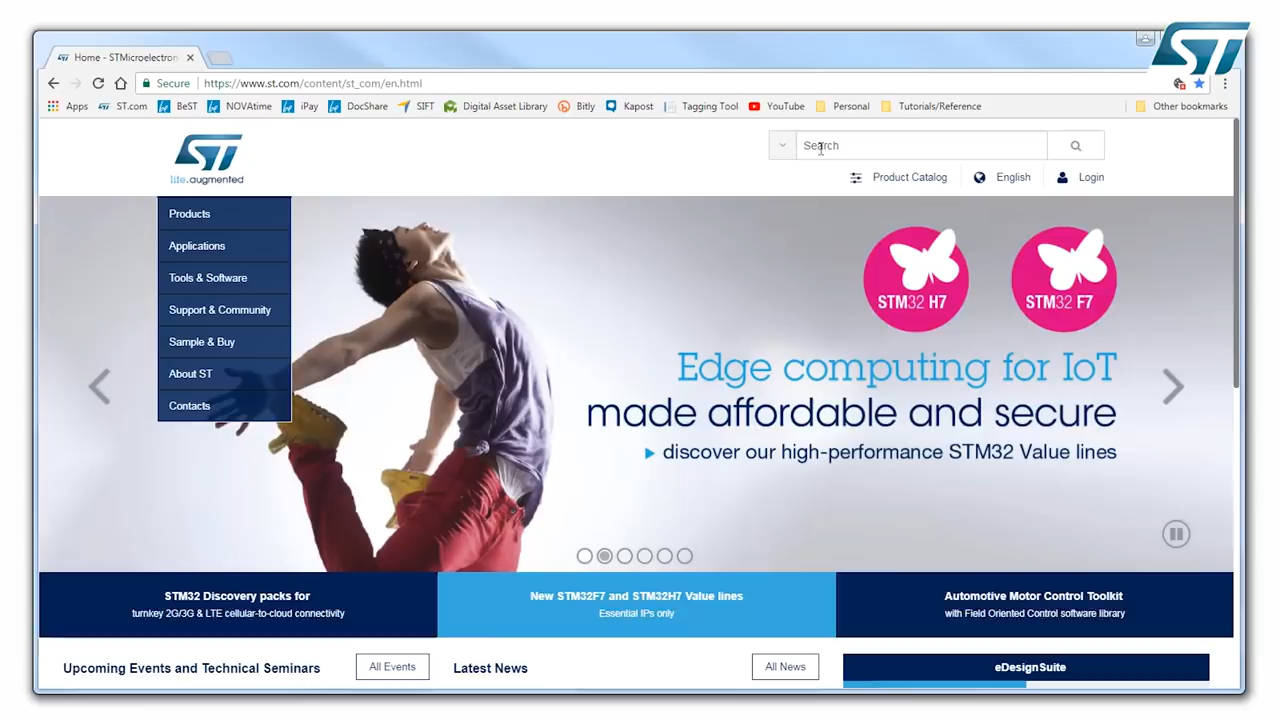 ST
Home - STMicroelectron
Secure
https://www.st.com/content/st_com/en.html
Apps
ST.com
BeST
NOVAtime
iPay
DocShare
SIFT
Digital Asset Library
Bitly
Kapost
Tagging Tool
YouTube
Personal
Tutorials/Reference
Other bookmarks
ST
life.augmented
Search
Product Catalog
English
Login
Products
Applications
Tools & Software
Support & Community
Sample & Buy
About ST
Contacts
STM32 H7
STM32 F7
Edge computing for IoT
made affordable and secure
discover our high-performance STM32 Value lines
STM32 Discovery packs for
turnkey 2G/3G & LTE cellular-to-cloud connectivity
New STM32F7 and STM32H7 Value lines
Essential IPs only
Automotive Motor Control Toolkit
with Field Oriented Control software library
Upcoming Events and Technical Seminars
All Events
Latest News
All News
eDesignSuite